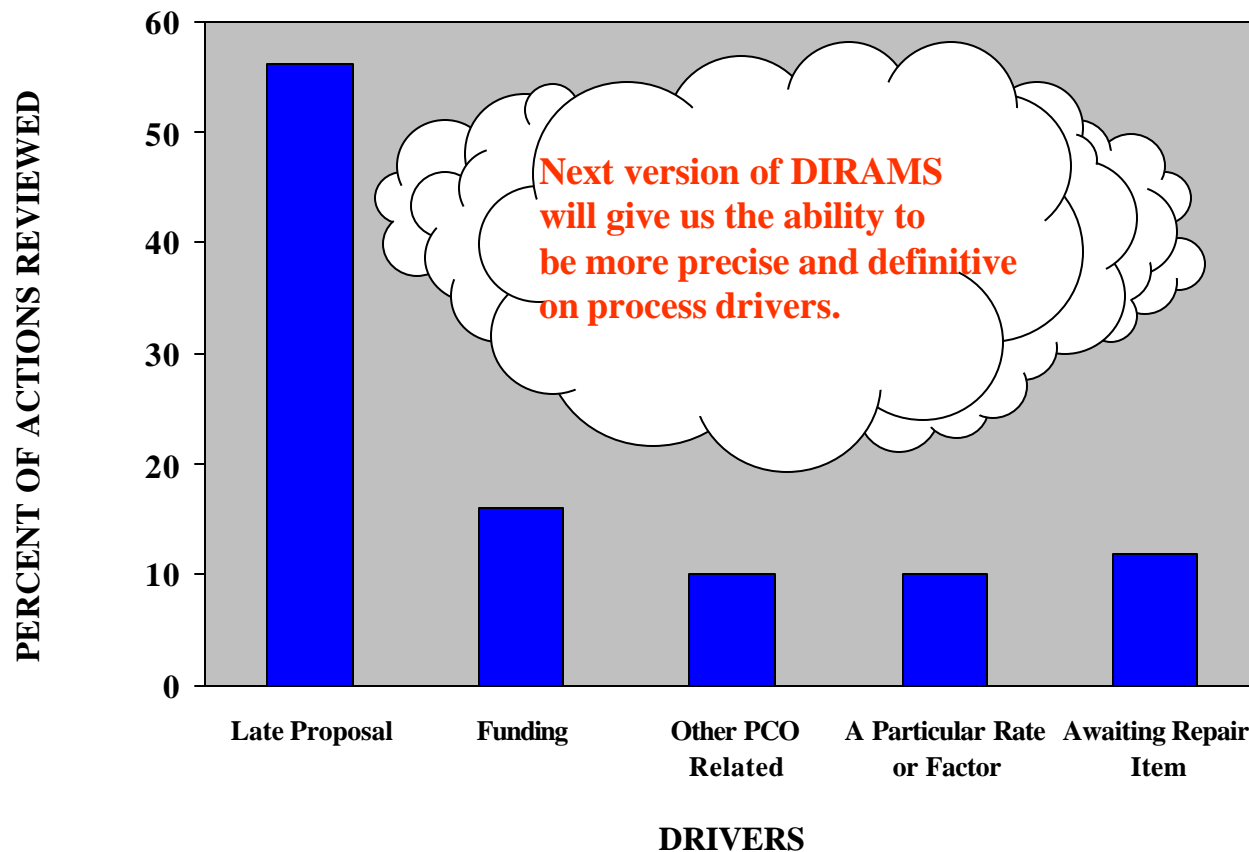 PERCENT OF ACTIONS REVIEWED
60
50
40
30
20
10
0
Next version of DIRAMS
will give us the ability to
be more precise and definitive
on process drivers.
Late Proposal
Funding
Other PCO
Related
A Particular Rate
or Factor
Awaiting Repair
Item
DRIVERS